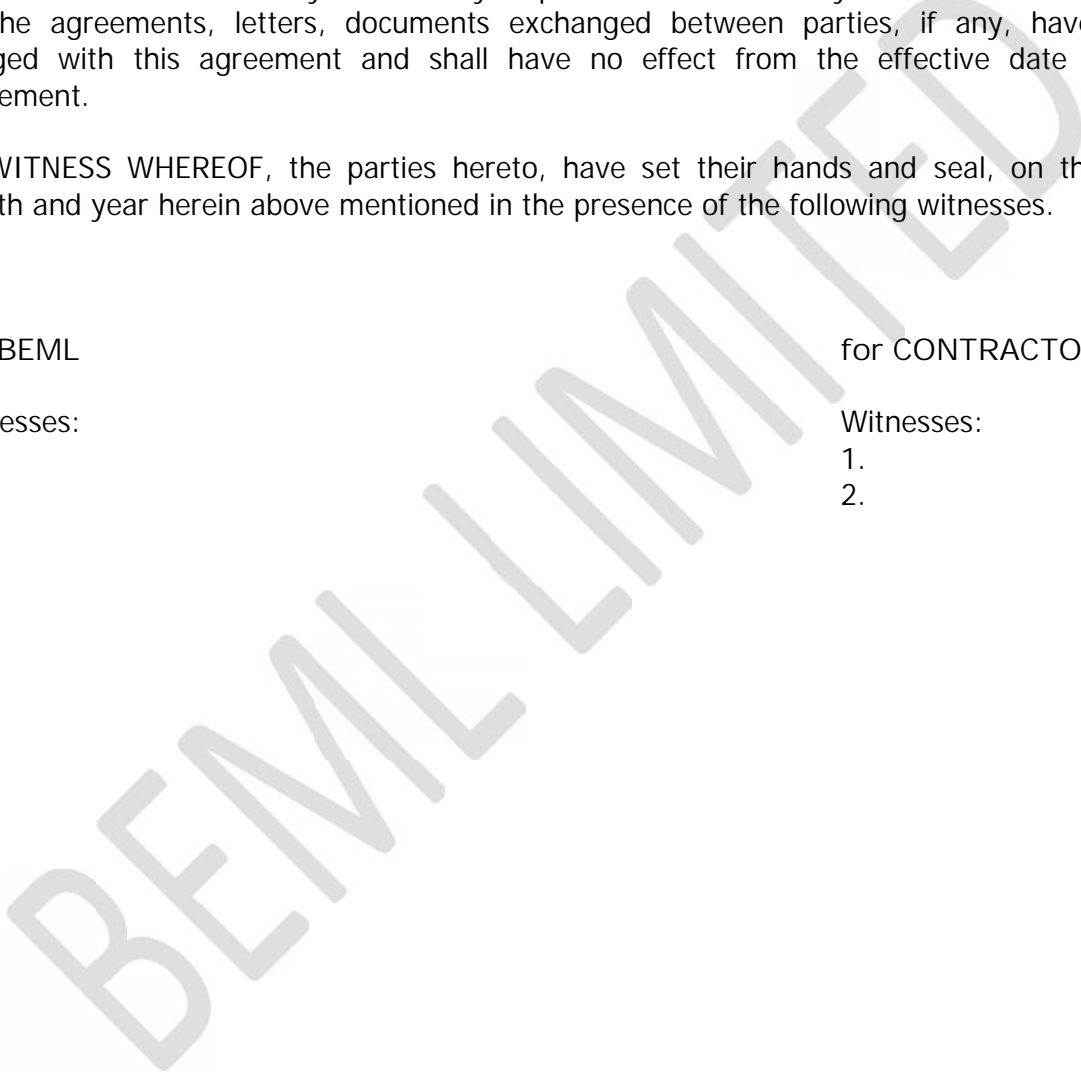 he agreements, letters, documents exchanged between parties, if any, have
ged with this agreement and shall have no effect from the effective date
ement.
WITNESS WHEREOF, the parties hereto, have set their hands and seal, on th
th and year herein above mentioned in the presence of the following witnesses.
BEML for CONTRACTO
esses: Witnesses:
1.
2.
BEML LIMITED